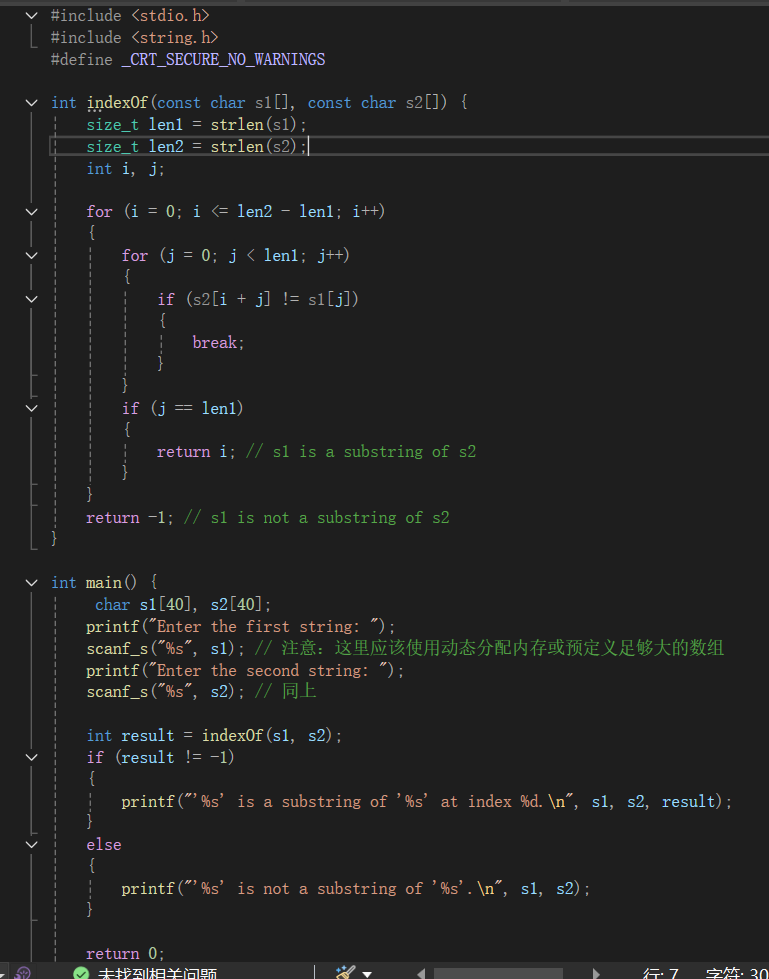 #include <stdio.h>
#include <string.h>
#define _CRT_SECURE_NO_WARNINGS
int indexOf(const char s1[], const char s2[]) {
size_t len1 = strlen(s1);
size_t len2 = strlen(s2);
int i, j;
for (i = 0; i <= len2 - len1; i++)
{
for (j = 0; j < len1; j++)
{
if (s2[i + j] != s1[j])
{
break;
}
}
if (j == len1)
{
return i; // s1 is a substring of s2
}
}
return -1; // s1 is not a substring of s2
}
int main() {
char s1[40], s2[40];
printf("Enter the first string: ");
scanf_s("%s", s1); // 注意：这里应该使用动态分配内存或预定义足够大的数组
printf("Enter the second string: ");
scanf_s("%s", s2); // 同上
int result = indexOf(s1, s2);
if (result != -1)
{
printf("'%s' is a substring of '%s' at index %d.\n", s1, s2, result);
}
else
{
printf("'%s' is not a substring of '%s'.\n", s1, s2);
}
return 0;
未找到相关问题 行: 7 字符: 30